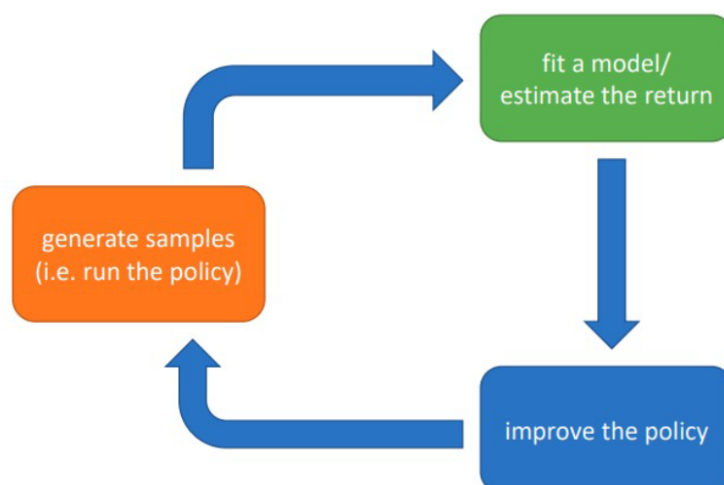 fit a model/
estimate the return
generate samples
(i.e. run the policy)
improve the policy